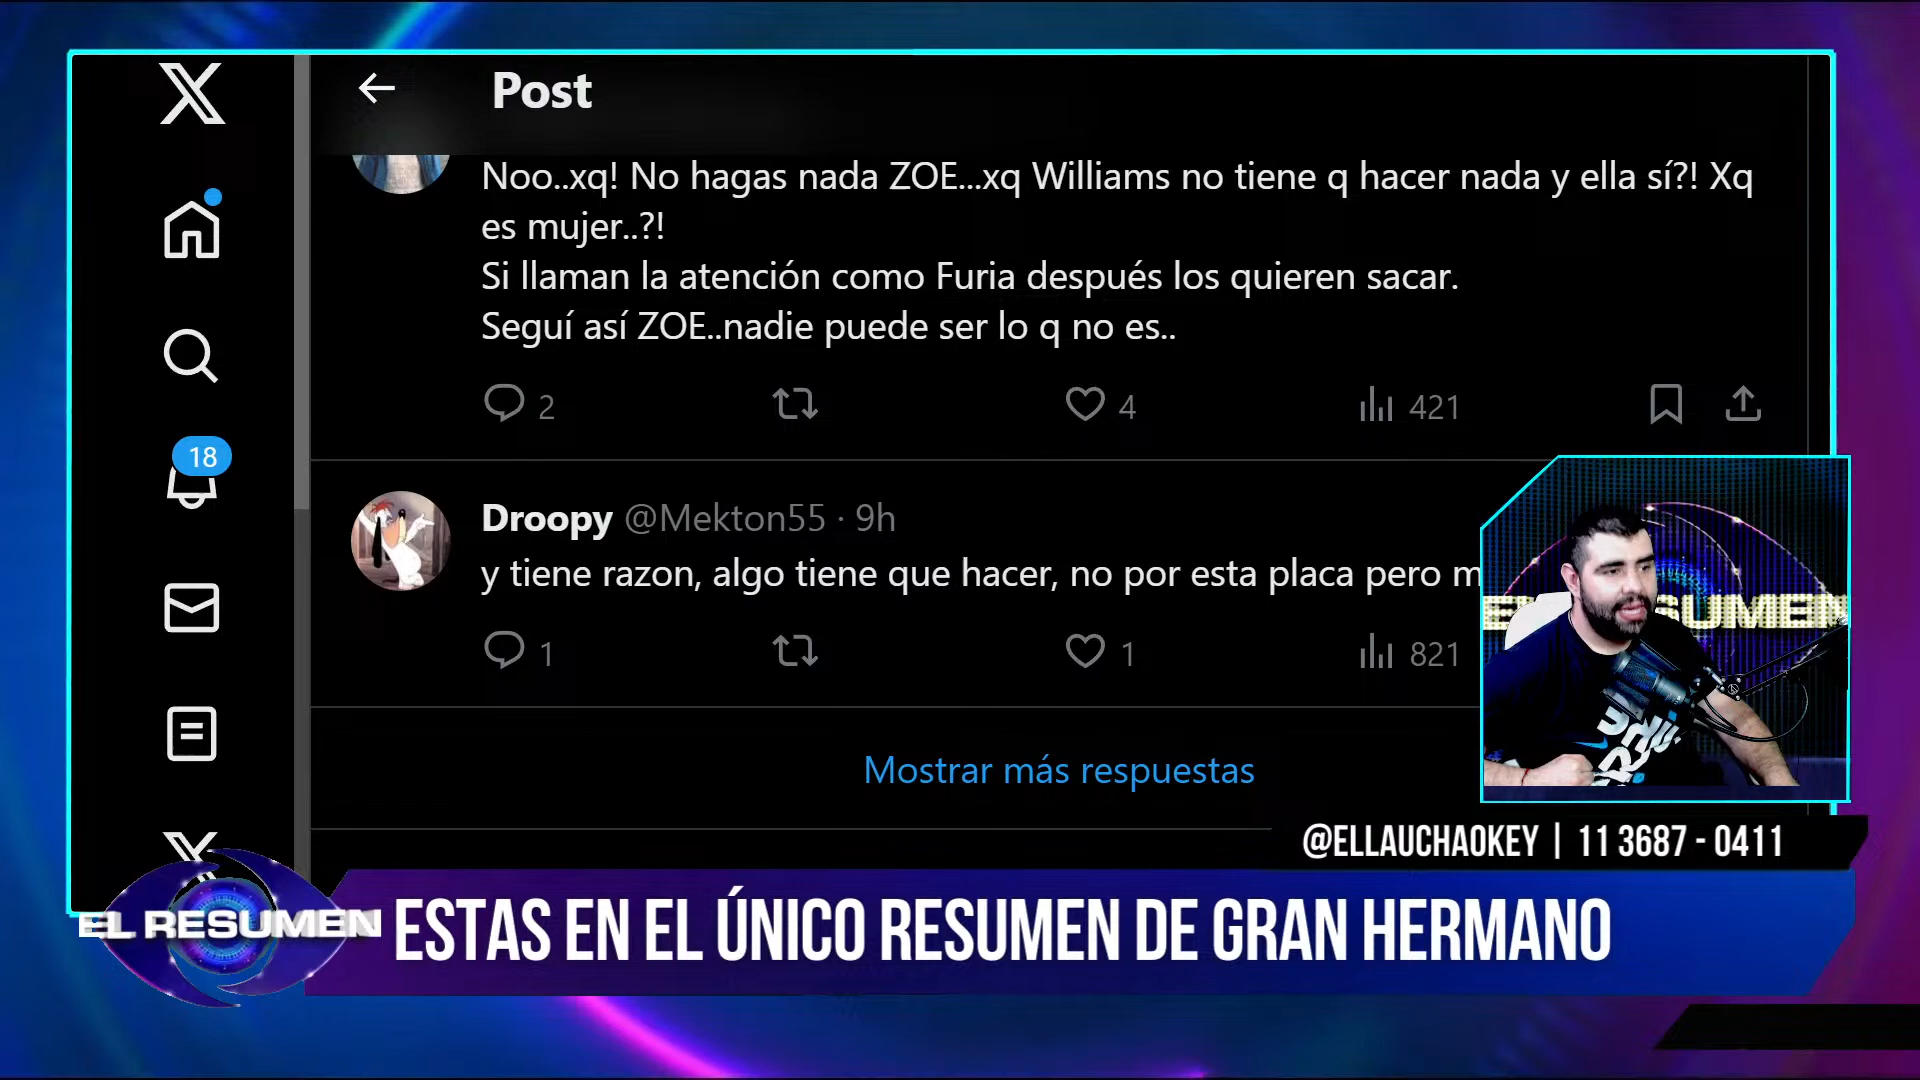 Post
Noo..xq! No hagas nada ZOE...xq Williams no tiene q hacer nada y ella sí?! Xq
es mujer..?!
Si llaman la atención como Furia después los quieren sacar.
Seguí así ZOE..nadie puede ser lo q no es..
2
4
421
18
Droopy @Mekton55 · 9h
y tiene razon, algo tiene que hacer, no por esta placa pero
1
1
821
Mostrar más respuestas
@ELLAUCHAOKEY | 11 3687 - 0411
EL RESUMEN
ESTAS EN EL ÚNICO RESUMEN DE GRAN HERMANO